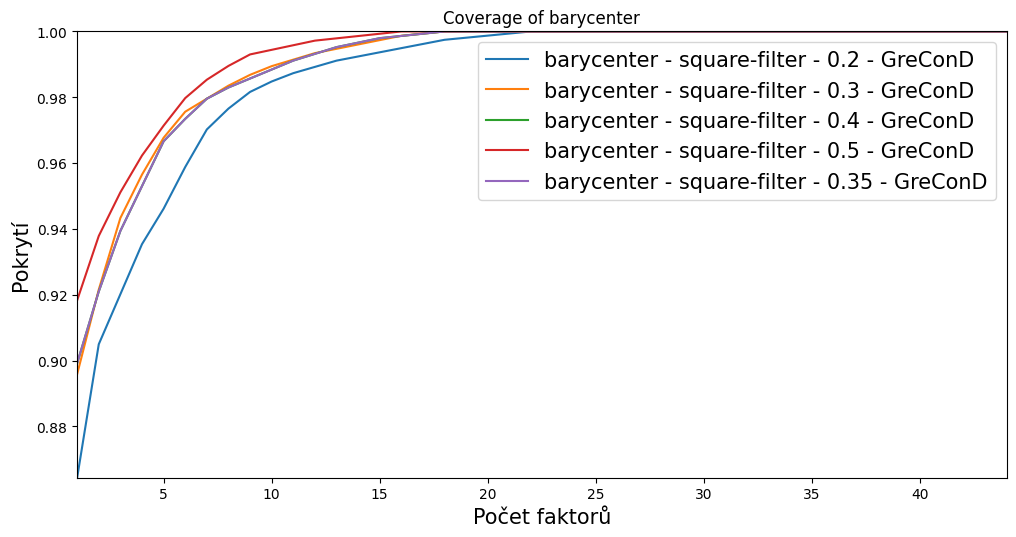 Coverage of barycenter
1.00
0.98
0.96
0.94
0.92
0.90
0.88
Pokrytí
barycenter - square-filter - 0.2 - GreConD
barycenter - square-filter - 0.3 - GreConD
barycenter - square-filter - 0.4 - GreConD
barycenter - square-filter - 0.5 - GreConD
barycenter - square-filter - 0.35 - GreConD
5 10 15 20 25 30 35 40
Počet faktorů